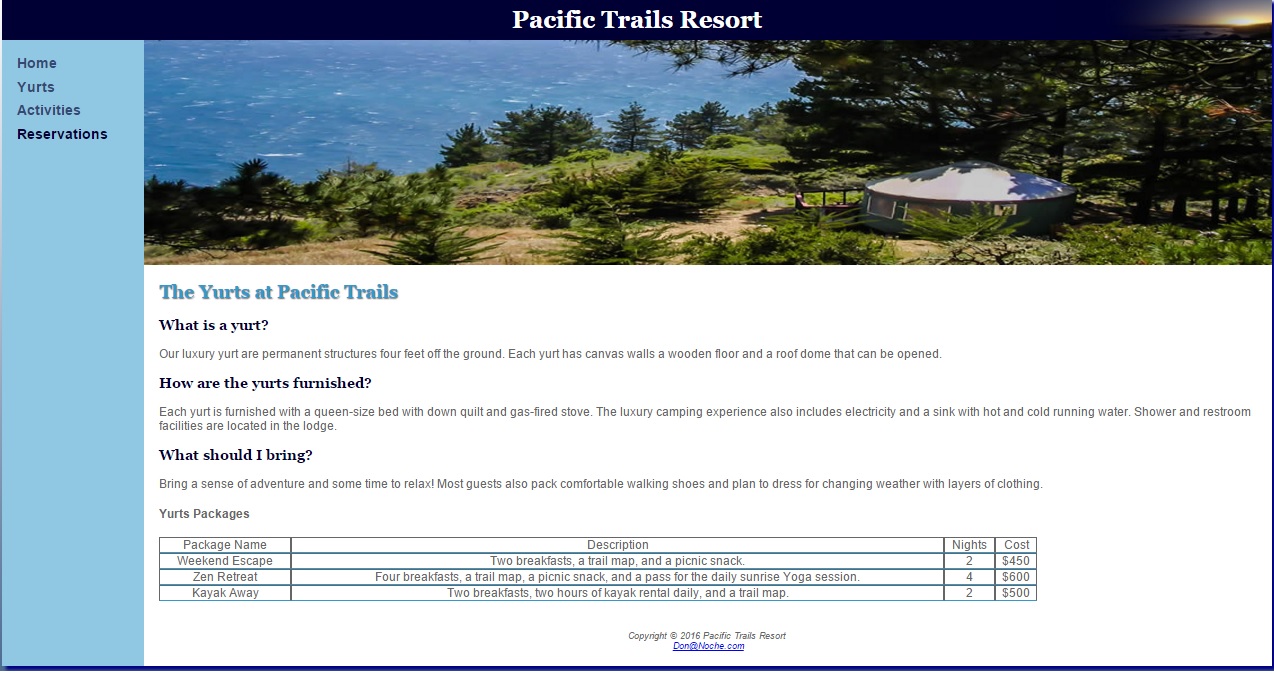 Pacific Trails Resort
Home
Yurts
Activities
Reservations
The Yurts at Pacific Trails
What is a yurt?
Our luxury yurt are permanent structures four feet off the ground. Each yurt has canvas walls a wooden floor and a roof dome that can be opened.
How are the yurts furnished?
Each yurt is furnished with a queen-size bed with down quilt and gas-fired stove. The luxury camping experience also includes electricity and a sink with hot and cold running water. Shower and restroom
facilities are located in the lodge.
What should I bring?
Bring a sense of adventure and some time to relax! Most guests also pack comfortable walking shoes and plan to dress for changing weather with layers of clothing.
Yurts Packages
Package Name Description Nights Cost
Weekend Escape Two breakfasts, a trail map, and a picnic snack. 2 $450
Zen Retreat Four breakfasts, a trail map, a picnic snack, and a pass for the daily sunrise Yoga session. 4 $600
Kayak Away Two breakfasts, two hours of kayak rental daily, and a trail map. 2 $500
Copyright © 2016 Pacific Trails Resort
Don@Noche.com